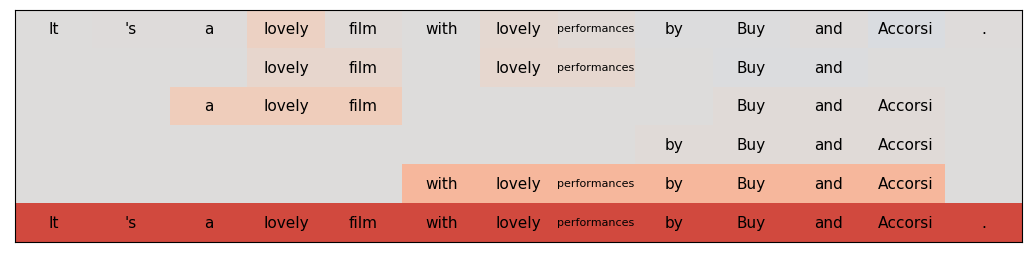 It 's a lovely film with lovely performances by Buy and Accorsi .
lovely film lovely performances Buy and
a lovely film Buy and Accorsi
by Buy and Accorsi
with lovely performances by Buy and Accorsi
It 's a lovely film with lovely performances by Buy and Accorsi .